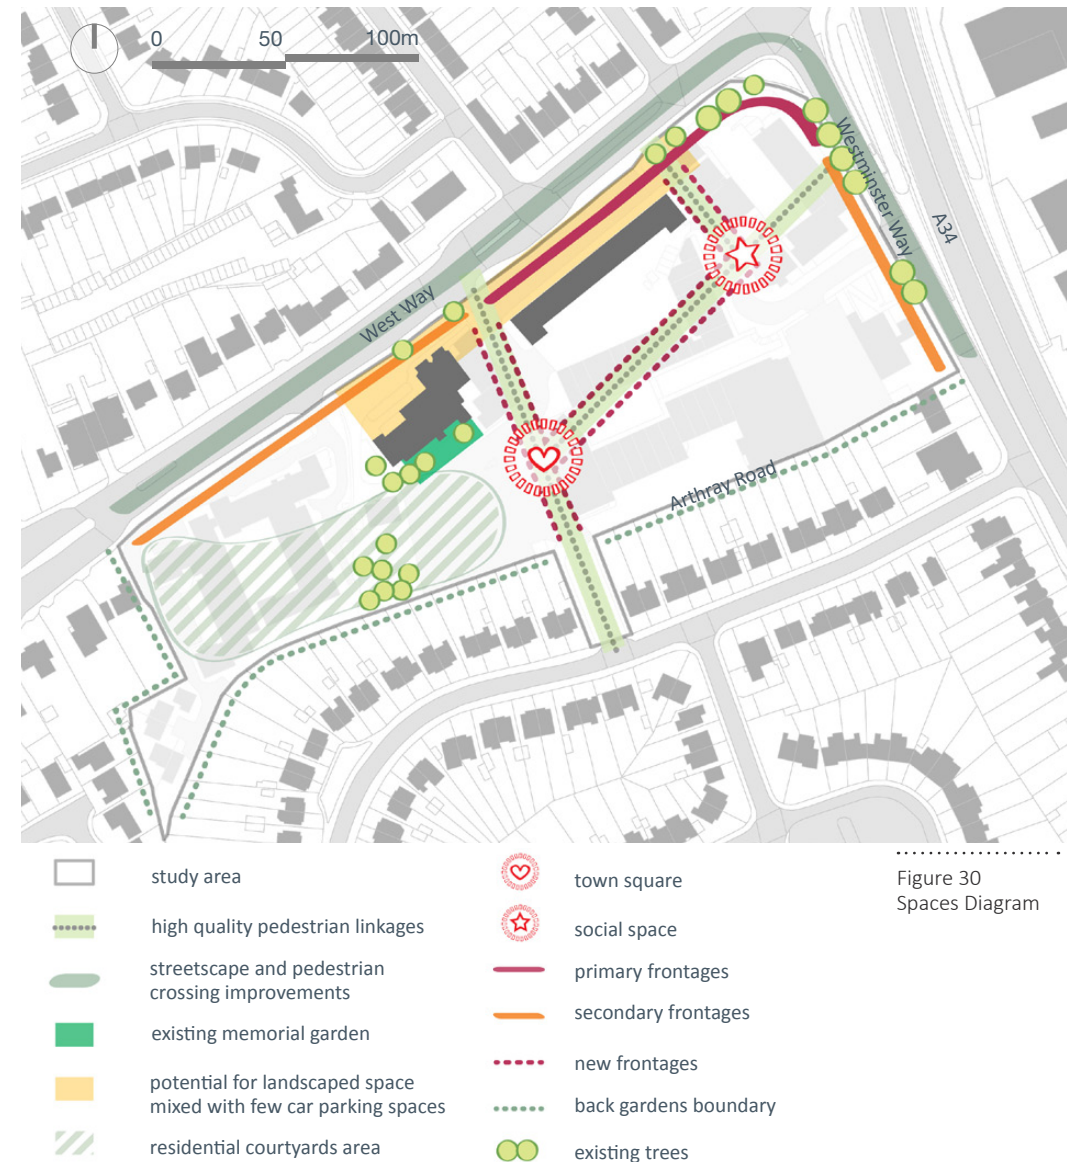 0 50 100m
West Way
Westminster Way
A34
Arthray Road
study area
high quality pedestrian linkages
streetscape and pedestrian
crossing improvements
existing memorial garden
potential for landscaped space
mixed with few car parking spaces
residential courtyards area
town square
social space
primary frontages
secondary frontages
new frontages
back gardens boundary
existing trees
Figure 30
Spaces Diagram